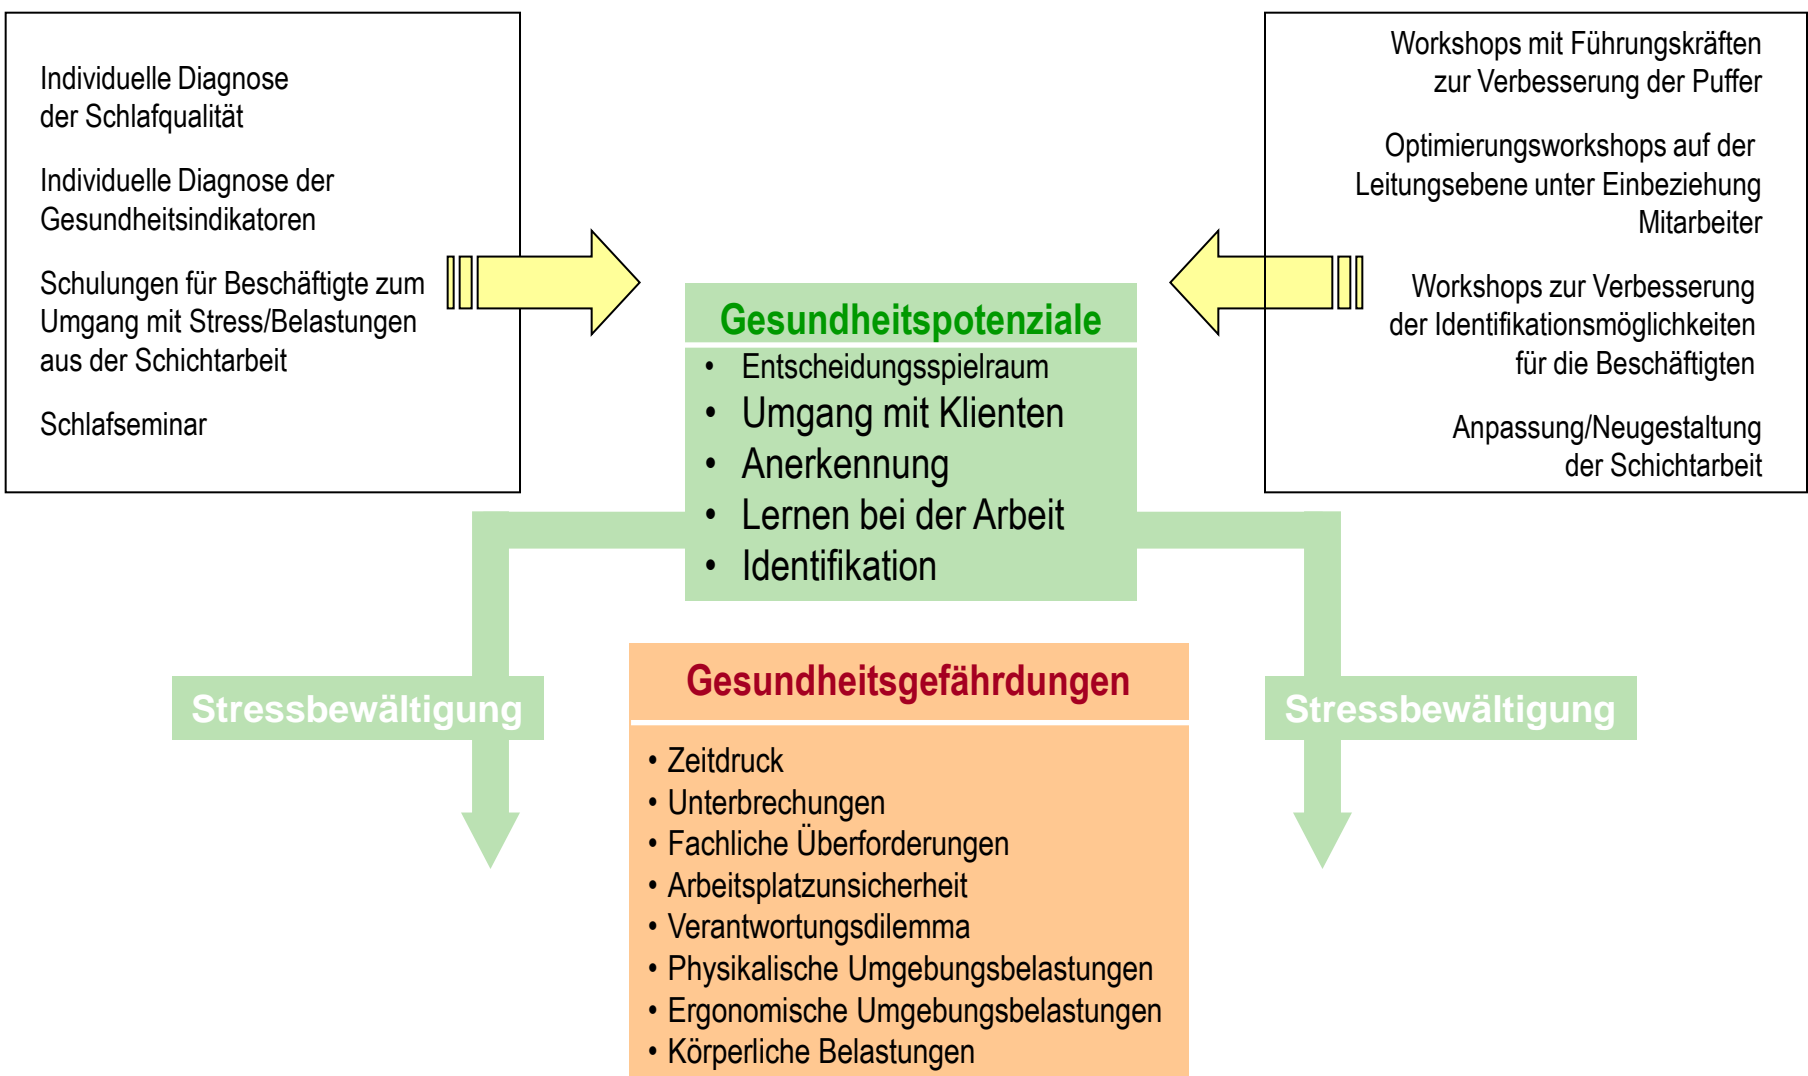 Individuelle Diagnose
der Schlafqualität
Individuelle Diagnose der
Gesundheitsindikatoren
Schulungen für Beschäftigte zum
Umgang mit Stress/Belastungen
aus der Schichtarbeit
Schlafseminar
Workshops mit Führungskräften
zur Verbesserung der Puffer
Optimierungsworkshops auf der
Leitungsebene unter Einbeziehung
Mitarbeiter
Workshops zur Verbesserung
der Identifikationsmöglichkeiten
für die Beschäftigten
Anpassung/Neugestaltung
der Schichtarbeit
Gesundheitspotenziale
• Entscheidungsspielraum
• Umgang mit Klienten
• Anerkennung
• Lernen bei der Arbeit
• Identifikation
Stressbewältigung
Gesundheitsgefährdungen
• Zeitdruck
• Unterbrechungen
• Fachliche Überforderungen
• Arbeitsplatzunsicherheit
• Verantwortungsdilemma
• Physikalische Umgebungsbelastungen
• Ergonomische Umgebungsbelastungen
• Körperliche Belastungen
Stressbewältigung